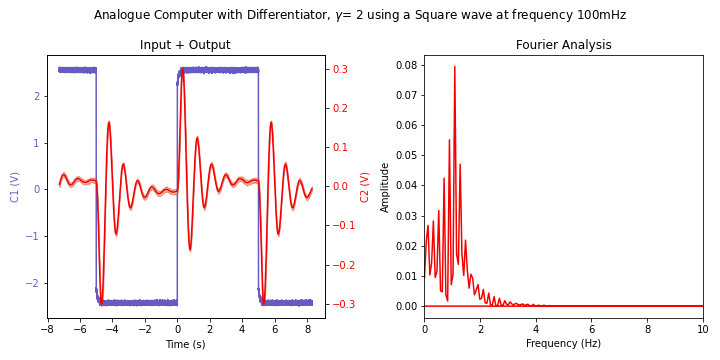 Analogue Computer with Differentiator, γ= 2 using a Square wave at frequency 100mHz
Input + Output
Fourier Analysis
C1 (V)
2
1
0
−1
−2
−8 −6 −4 −2 0 2 4 6 8
Time (s)
0.3
0.2
0.1
0.0
−0.1
−0.2
−0.3
C2 (V)
Amplitude
0.08
0.07
0.06
0.05
0.04
0.03
0.02
0.01
0.00
0 2 4 6 8 10
Frequency (Hz)